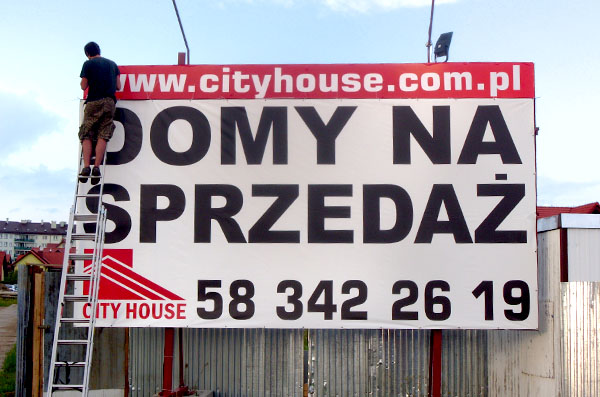 www.cityhouse.com.pl
DOMY NA
SPRZEDAŻ
CITY HOUSE
58 342 26 19